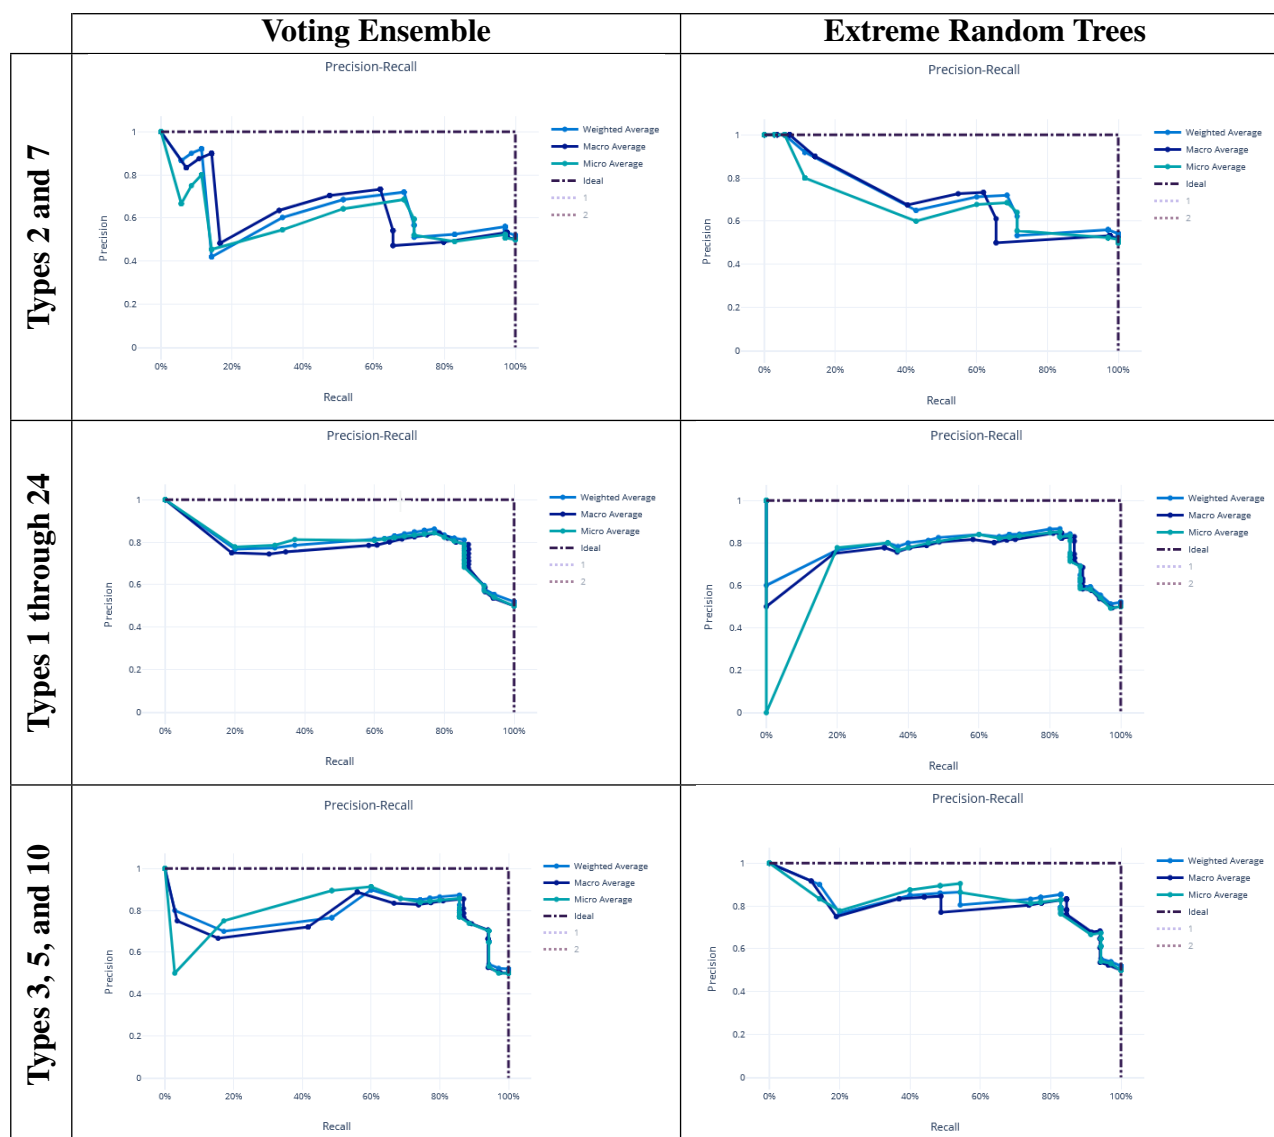 Voting Ensemble
Extreme Random Trees
Types 2 and 7
Precision-Recall
Precision
1
0.8
0.6
0.4
0.2
0
0%
20%
40%
60%
80%
100%
Recall
Weighted Average
Macro Average
Micro Average
Ideal
1
2
Precision-Recall
Precision
1
0.8
0.6
0.4
0.2
0
0%
20%
40%
60%
80%
100%
Recall
Weighted Average
Macro Average
Micro Average
Ideal
1
2
Types 1 through 24
Precision-Recall
Precision
1
0.8
0.6
0.4
0.2
0
0%
20%
40%
60%
80%
100%
Recall
Weighted Average
Macro Average
Micro Average
Ideal
1
2
Precision-Recall
Precision
1
0.8
0.6
0.4
0.2
0
0%
20%
40%
60%
80%
100%
Recall
Weighted Average
Macro Average
Micro Average
Ideal
1
2
Types 3, 5, and 10
Precision-Recall
Precision
1
0.8
0.6
0.4
0.2
0
0%
20%
40%
60%
80%
100%
Recall
Weighted Average
Macro Average
Micro Average
Ideal
1
2
Precision-Recall
Precision
1
0.8
0.6
0.4
0.2
0
0%
20%
40%
60%
80%
100%
Recall
Weighted Average
Macro Average
Micro Average
Ideal
1
2